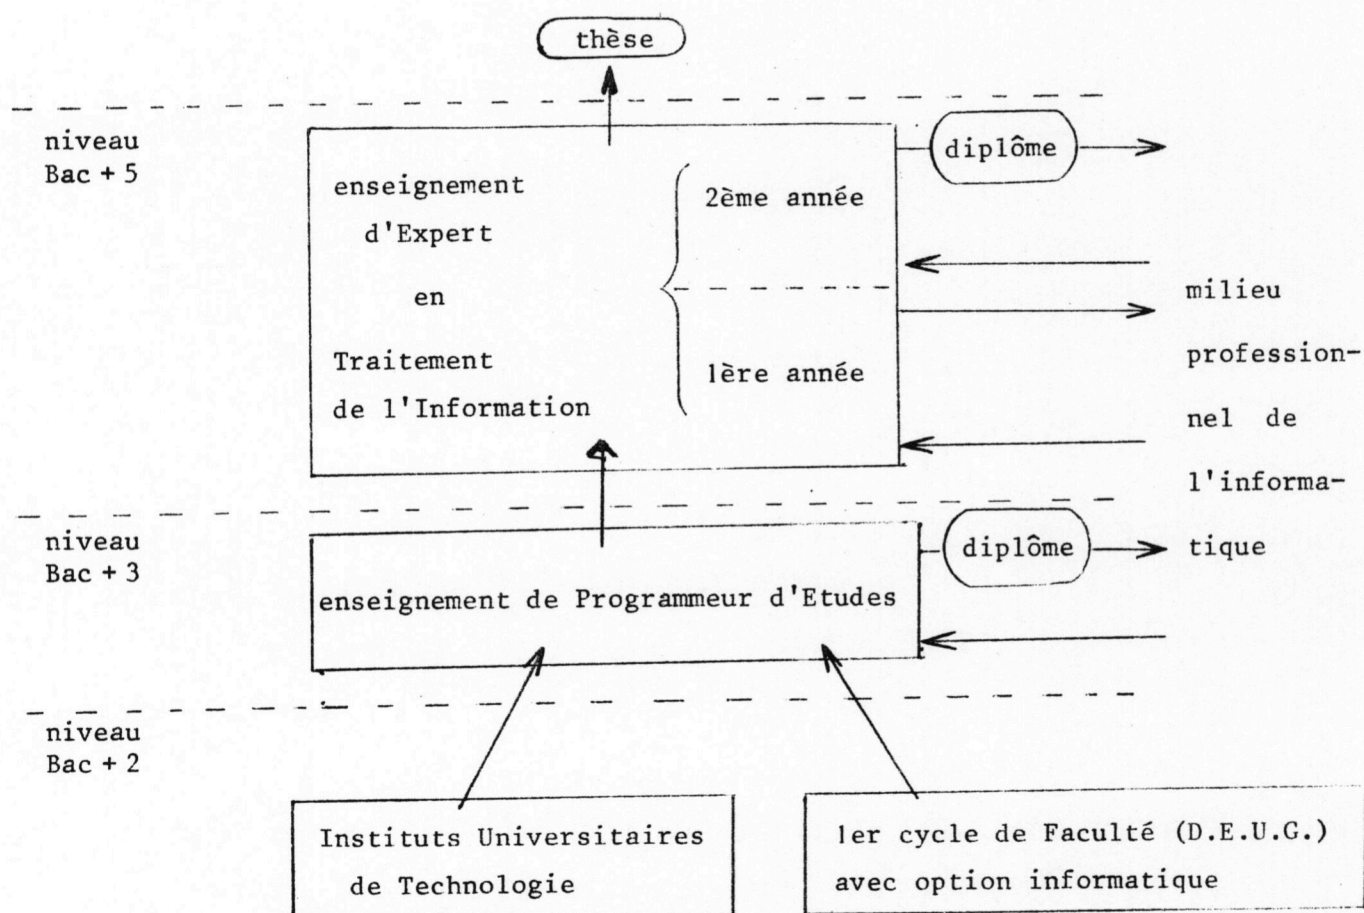 thèse
niveau
Bac + 5
diplôme
enseignement
d'Expert
en
Traitement
de l'Information
2ème année
1ère année
milieu
profession-
nel de
l'informa-
tique
niveau
Bac + 3
diplôme
enseignement de Programmeur d'Etudes
niveau
Bac + 2
Instituts Universitaires
de Technologie
1er cycle de Faculté (D.E.U.G.)
avec option informatique